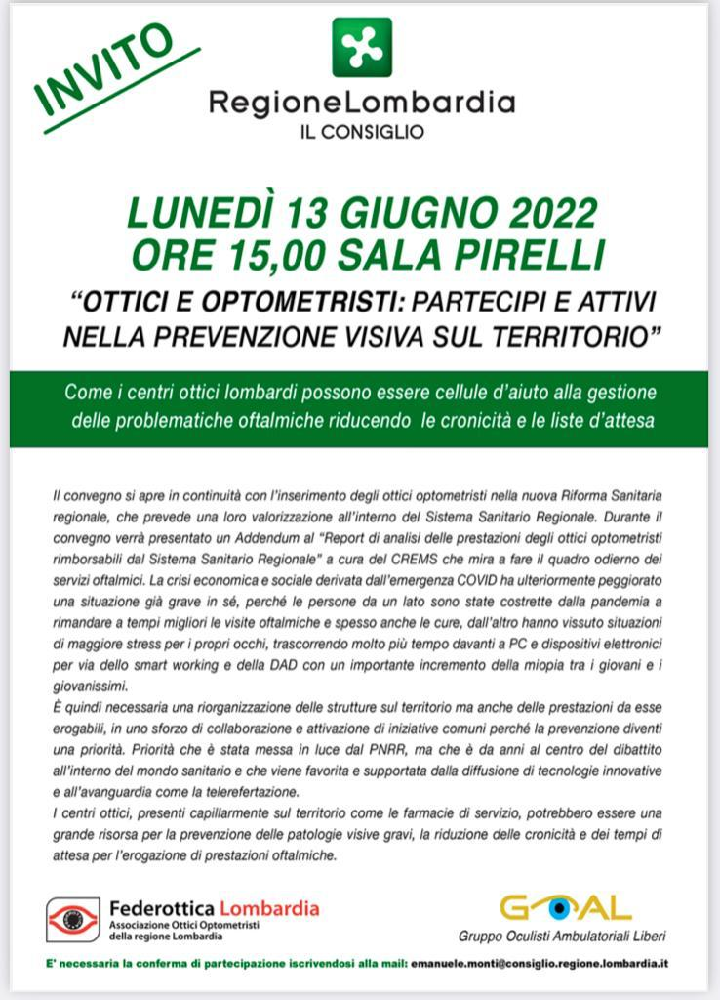 INVITO
RegioneLombardia
IL CONSIGLIO
LUNEDÌ 13 GIUGNO 2022
ORE 15,00 SALA PIRELLI
“OTTICI E OPTOMETRISTI: PARTECIPI E ATTIVI
NELLA PREVENZIONE VISIVA SUL TERRITORIO”
Come i centri ottici lombardi possono essere cellule d’aiuto alla gestione
delle problematiche oftalmiche riducendo le cronicità e le liste d’attesa
Il convegno si apre in continuità con l’inserimento degli ottici optometristi nella nuova Riforma Sanitaria
regionale, che prevede una loro valorizzazione all’interno del Sistema Sanitario Regionale. Durante il
convegno verrà presentato un Addendum al “Report di analisi delle prestazioni degli ottici optometristi
rimborsabili dal Sistema Sanitario Regionale” a cura del CREMS che mira a fare il quadro odierno dei
servizi oftalmici. La crisi economica e sociale derivata dall’emergenza COVID ha ulteriormente peggiorato
una situazione già grave in sé, perché le persone da un lato sono state costrette dalla pandemia a
rimandare a tempi migliori le visite oftalmiche e spesso anche le cure, dall’altro hanno vissuto situazioni
di maggiore stress per i propri occhi, trascorrendo molto più tempo davanti a PC e dispositivi elettronici
per via dello smart working e della DAD con un importante incremento della miopia tra i giovani e i
giovanissimi.
È quindi necessaria una riorganizzazione delle strutture sul territorio ma anche delle prestazioni da esse
erogabili, in uno sforzo di collaborazione e attivazione di iniziative comuni perché la prevenzione diventi
una priorità. Priorità che è stata messa in luce dal PNRR, ma che è da anni al centro del dibattito
all’interno del mondo sanitario e che viene favorita e supportata dalla diffusione di tecnologie innovative
e all’avanguardia come la telerefertazione.
I centri ottici, presenti capillarmente sul territorio come le farmacie di servizio, potrebbero essere una
grande risorsa per la prevenzione delle patologie visive gravi, la riduzione delle cronicità e dei tempi di
attesa per l’erogazione di prestazioni oftalmiche.
Federottica Lombardia
Associazione Ottici Optometristi
della regione Lombardia
GOAL
Gruppo Oculisti Ambulatoriali Liberi
E' necessaria la conferma di partecipazione iscrivendosi alla mail: emanuele.monti@consiglio.regione.lombardia.it